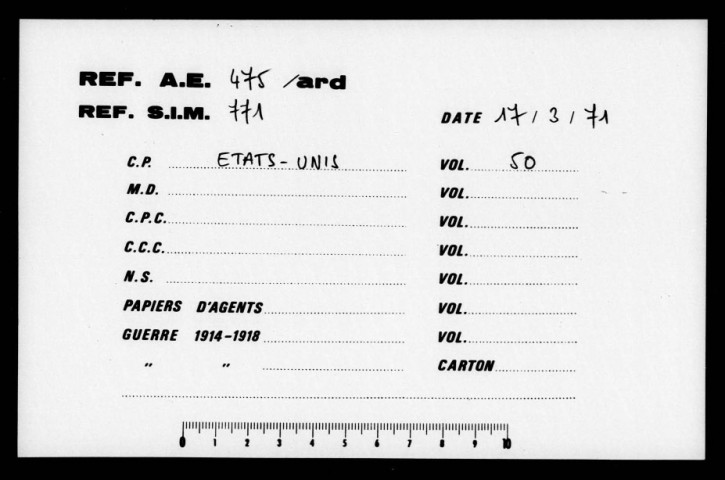 REF. A.E. 475 /ard
REF. S.I.M. 771
DATE 17 / 3 / 71
C.P. ETATS-UNIS VOL. 50
M.D. VOL.
C.P.C. VOL.
C.C.C. VOL.
N.S. VOL.
PAPIERS D'AGENTS VOL.
GUERRE 1914-1918 VOL.
" " CARTON
0 1 2 3 4 5 6 7 8 9 10